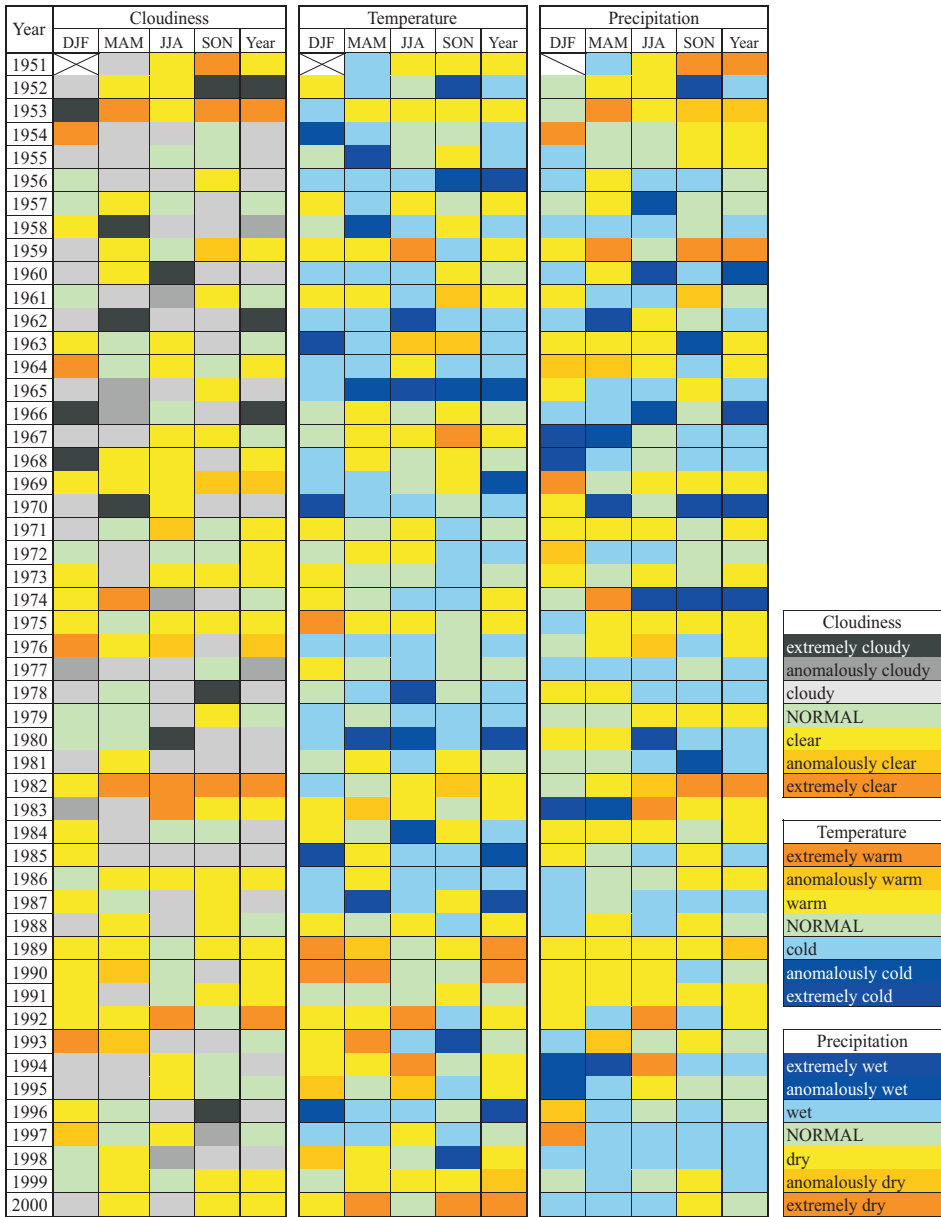 Year Cloudiness Temperature Precipitation
DJF MAM JJA SON Year DJF MAM JJA SON Year DJF MAM JJA SON Year
1951
1952
1953
1954
1955
1956
1957
1958
1959
1960
1961
1962
1963
1964
1965
1966
1967
1968
1969
1970
1971
1972
1973
1974
1975
1976
1977
1978
1979
1980
1981
1982
1983
1984
1985
1986
1987
1988
1989
1990
1991
1992
1993
1994
1995
1996
1997
1998
1999
2000
Cloudiness
extremely cloudy
anomalously cloudy
cloudy
NORMAL
clear
anomalously clear
extremely clear
Temperature
extremely warm
anomalously warm
warm
NORMAL
cold
anomalously cold
extremely cold
Precipitation
extremely wet
anomalously wet
wet
NORMAL
dry
anomalously dry
extremely dry